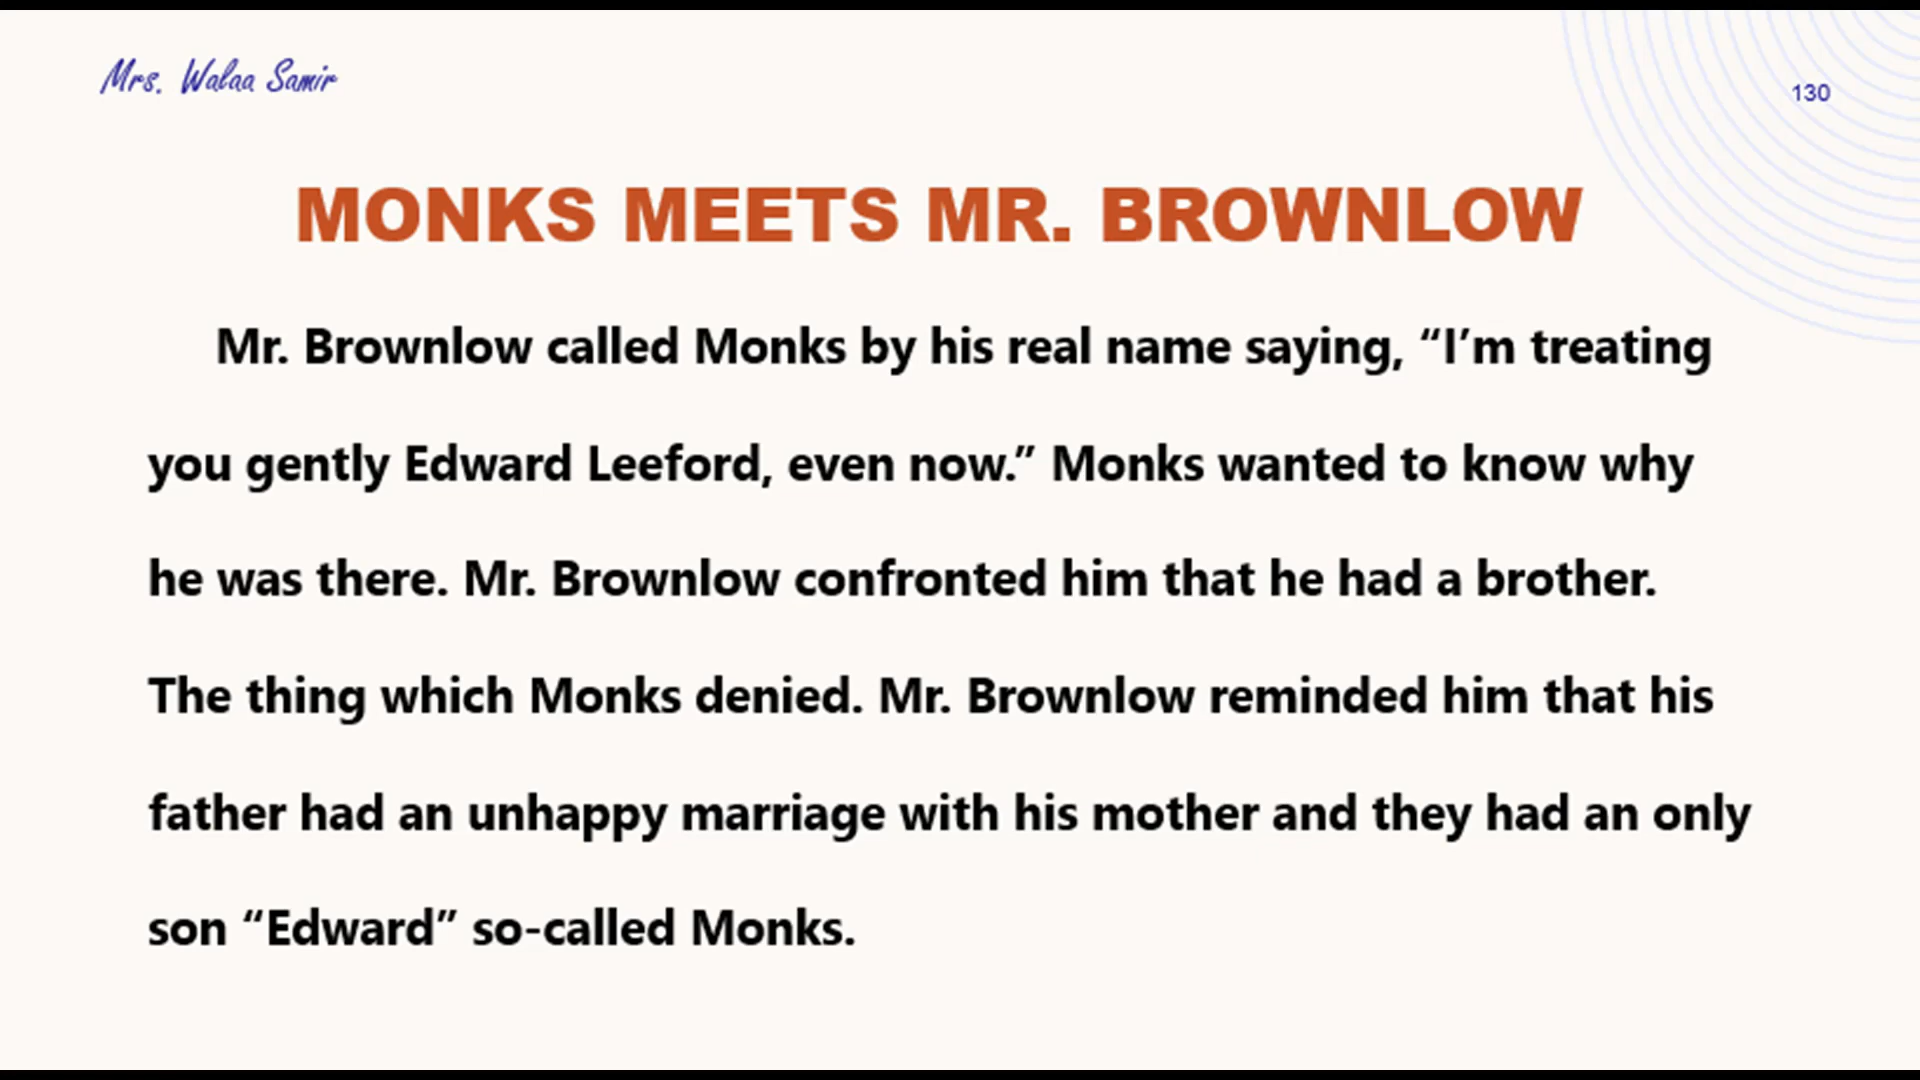 Mrs. Walaa Samir
130
MONKS MEETS MR. BROWNLOW
Mr. Brownlow called Monks by his real name saying, “I’m treating
you gently Edward Leeford, even now.” Monks wanted to know why
he was there. Mr. Brownlow confronted him that he had a brother.
The thing which Monks denied. Mr. Brownlow reminded him that his
father had an unhappy marriage with his mother and they had an only
son “Edward” so-called Monks.